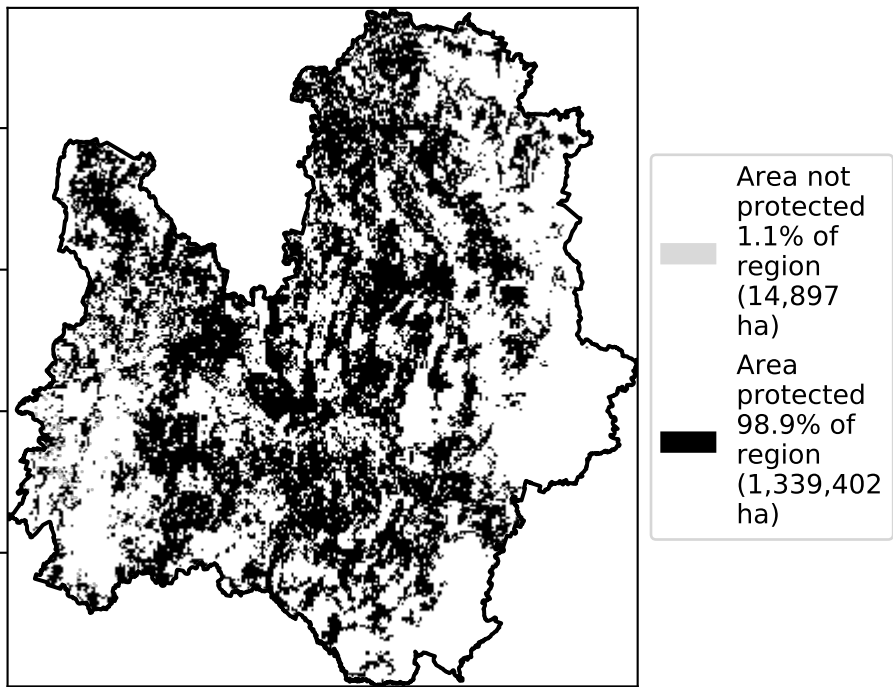 Area not
protected
1.1% of
region
(14,897
ha)
Area
protected
98.9% of
region
(1,339,402
ha)